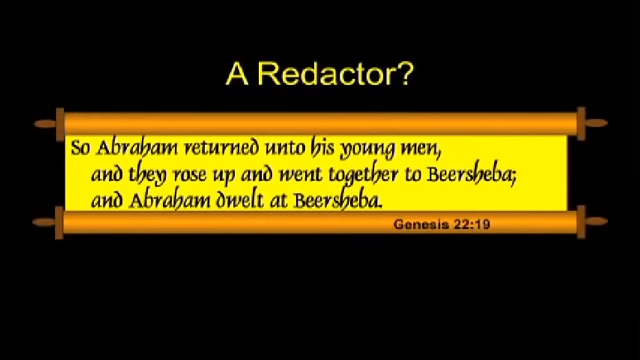 A Redactor?
So Abraham returned unto his young men,
and they rose up and went together to Beersheba;
and Abraham dwelt at Beersheba.
Genesis 22:19